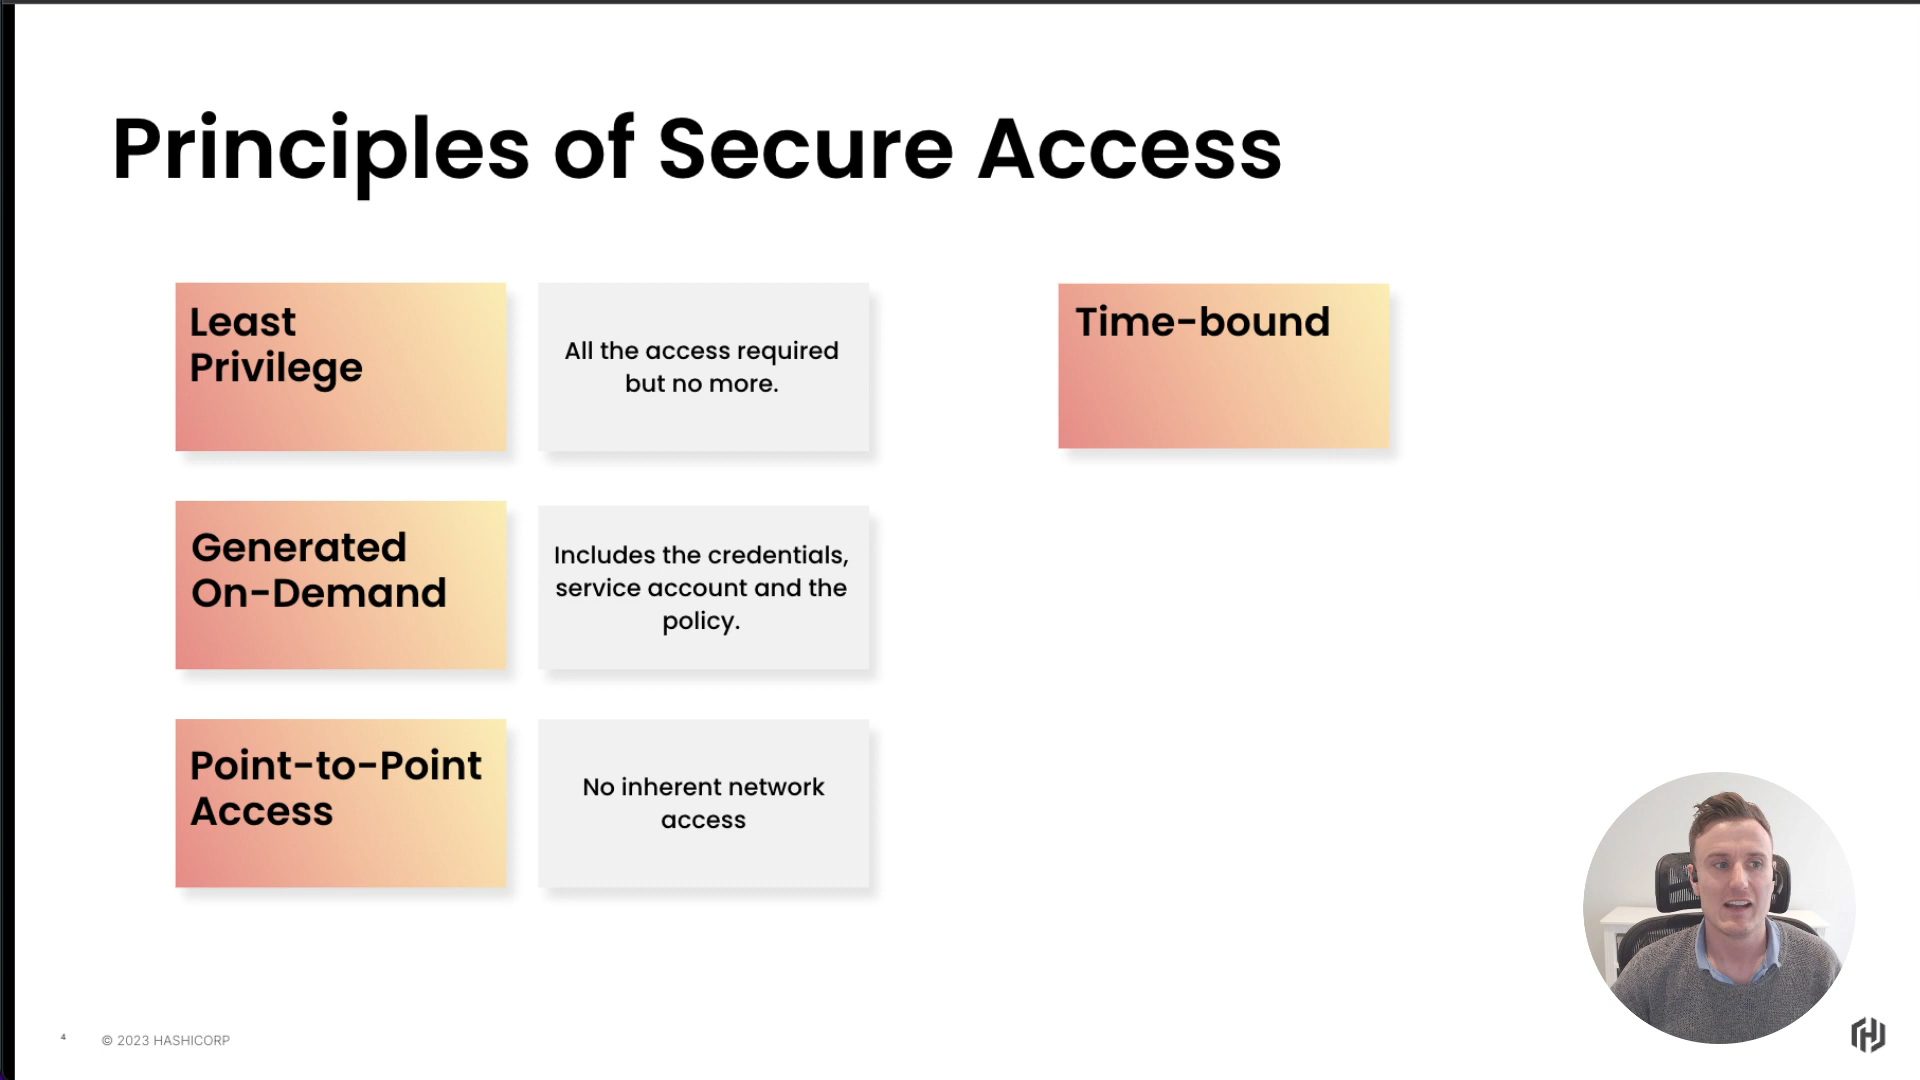 Principles of Secure Access
Least
Privilege
All the access required
but no more.
Time-bound
Generated
On-Demand
Includes the credentials,
service account and the
policy.
Point-to-Point
Access
No inherent network
access
4
© 2023 HASHICORP